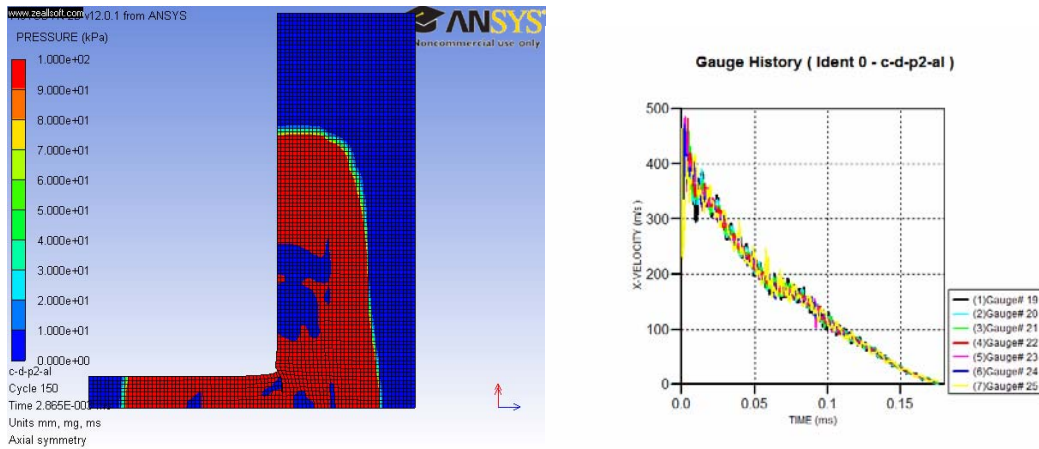 www.zeallsoft.com
v12.0.1 from ANSYS
ANSYS
Noncommercial use only
PRESSURE (kPa)
1.000e+02
9.000e+01
8.000e+01
7.000e+01
6.000e+01
5.000e+01
4.000e+01
3.000e+01
2.000e+01
1.000e+01
0.000e+00
c-d-p2-al
Cycle 150
Time 2.865E-003
Units mm, mg, ms
Axial symmetry
Gauge History ( Ident 0 - c-d-p2-al )
500
400
300
200
100
0
X-VELOCITY (m/s)
0.0
0.05
0.1
0.15
TIME (ms)
(1)Gauge# 19
(2)Gauge# 20
(3)Gauge# 21
(4)Gauge# 22
(5)Gauge# 23
(6)Gauge# 24
(7)Gauge# 25